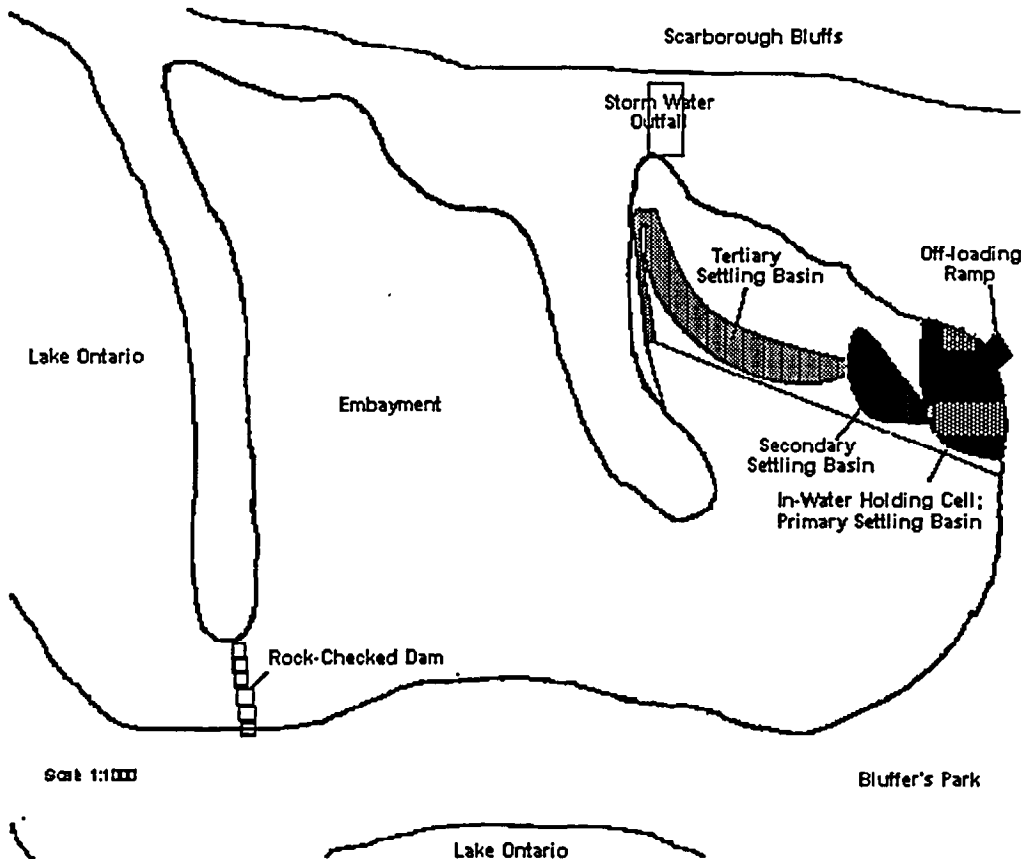 Scarborough Bluffs
Storm Water
Outfall
Tertiary
Settling Basin
Off-loading
Ramp
Lake Ontario
Embayment
Secondary
Settling Basin
In-Water Holding Cell;
Primary Settling Basin
Rock-Checked Dam
Bluffer's Park
Lake Ontario